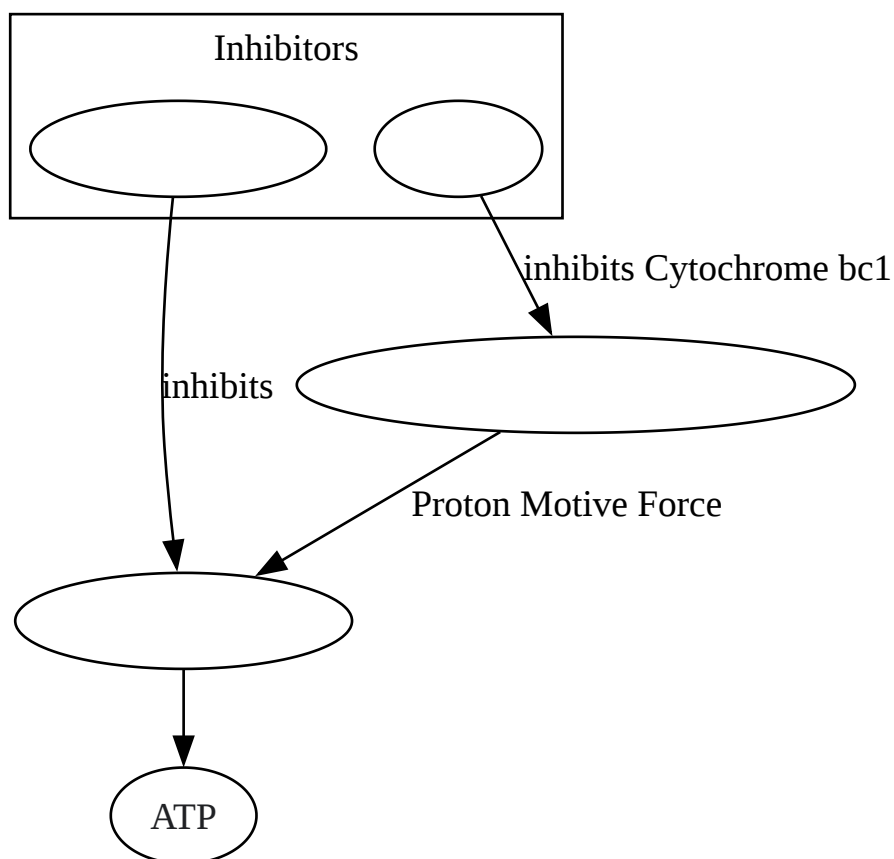 Inhibitors
inhibits Cytochrome bc1
inhibits
Proton Motive Force
ATP